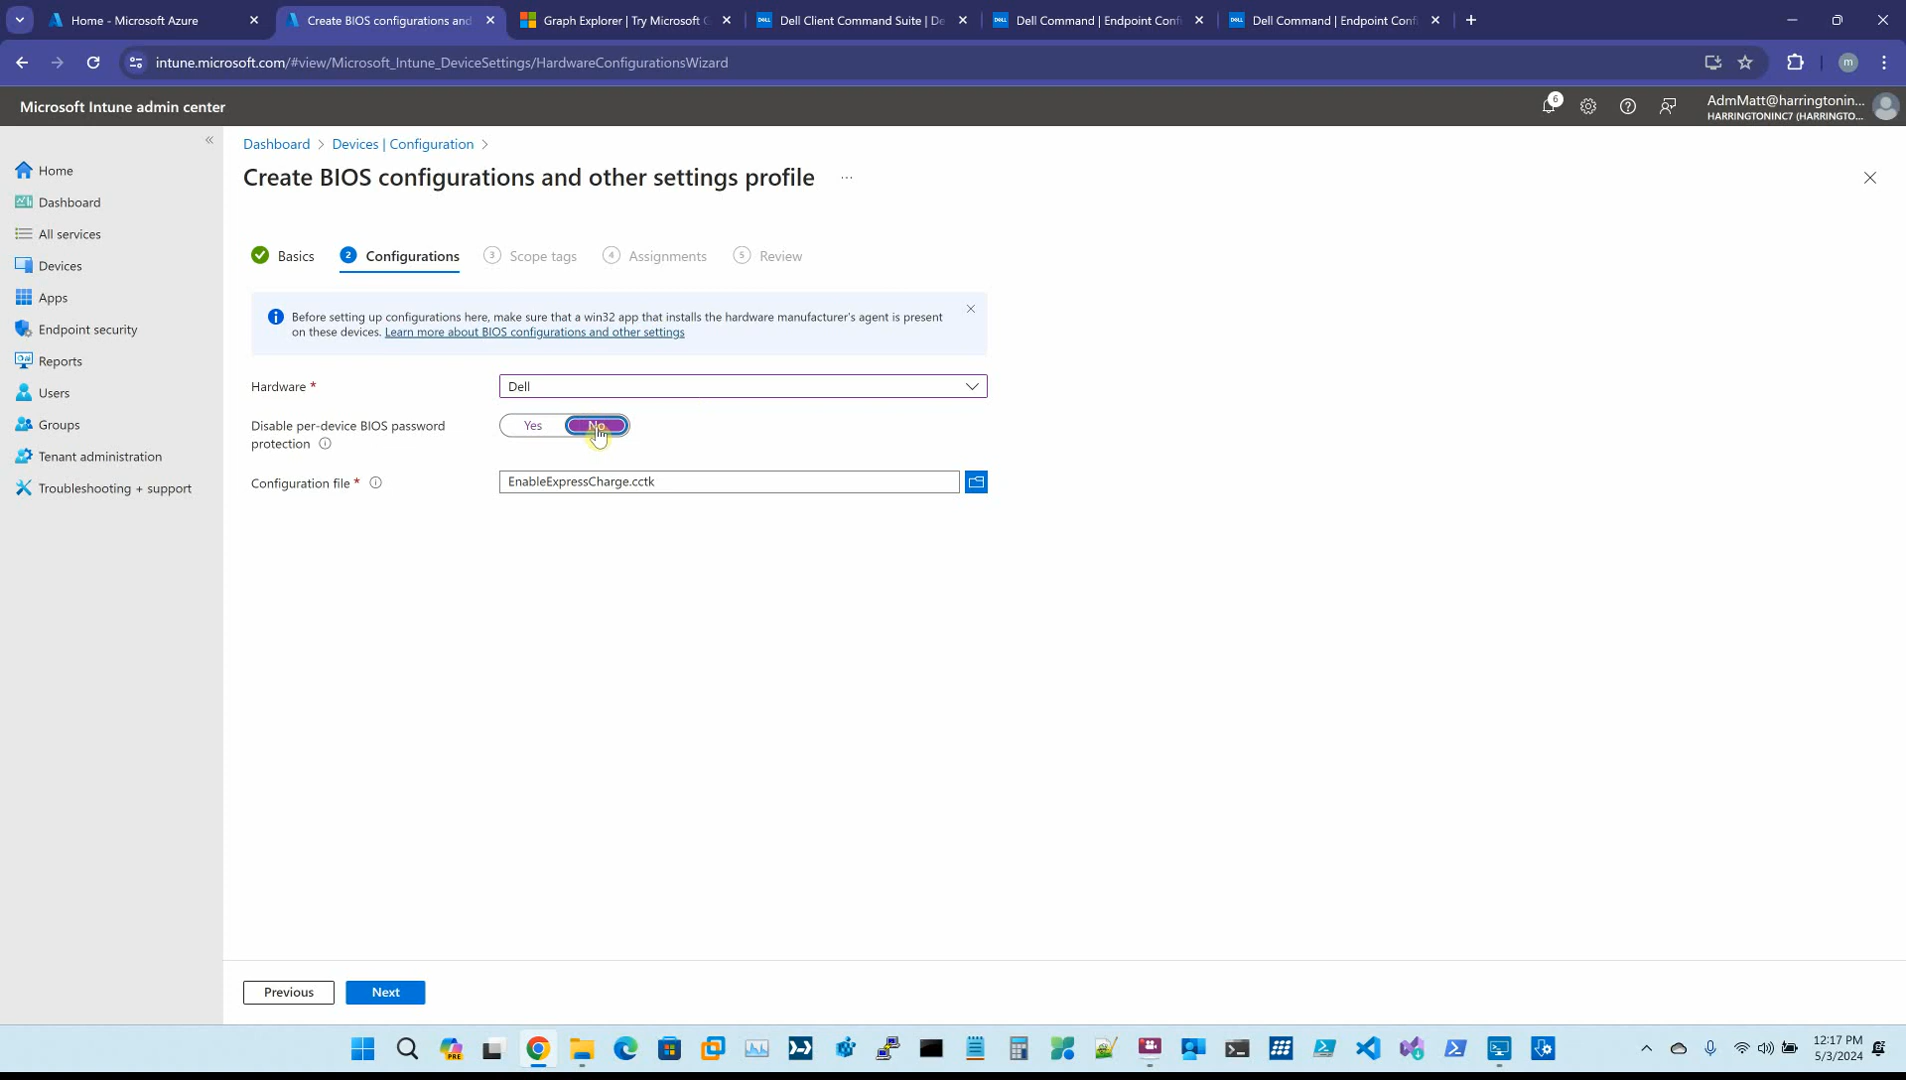 Home - Microsoft Azure
Create BIOS configurations and
Graph Explorer | Try Microsoft G
Dell Client Command Suite | De
Dell Command | Endpoint Confi
Dell Command | Endpoint Confi
intune.microsoft.com/#view/Microsoft_Intune_DeviceSettings/HardwareConfigurationsWizard
m
Microsoft Intune admin center
6
AdmMatt@harringtonin...
HARRINGTONINC7 (HARRINGTO...
Home
Dashboard
All services
Devices
Apps
Endpoint security
Reports
Users
Groups
Tenant administration
Troubleshooting + support
Dashboard > Devices | Configuration >
Create BIOS configurations and other settings profile ...
Basics
2 Configurations
3 Scope tags
4 Assignments
5 Review
Before setting up configurations here, make sure that a win32 app that installs the hardware manufacturer's agent is present
on these devices. Learn more about BIOS configurations and other settings
Hardware *
Dell
Disable per-device BIOS password
protection
Yes
No
Configuration file *
EnableExpressCharge.cctk
Previous
Next
PRE
12:17 PM
5/3/2024